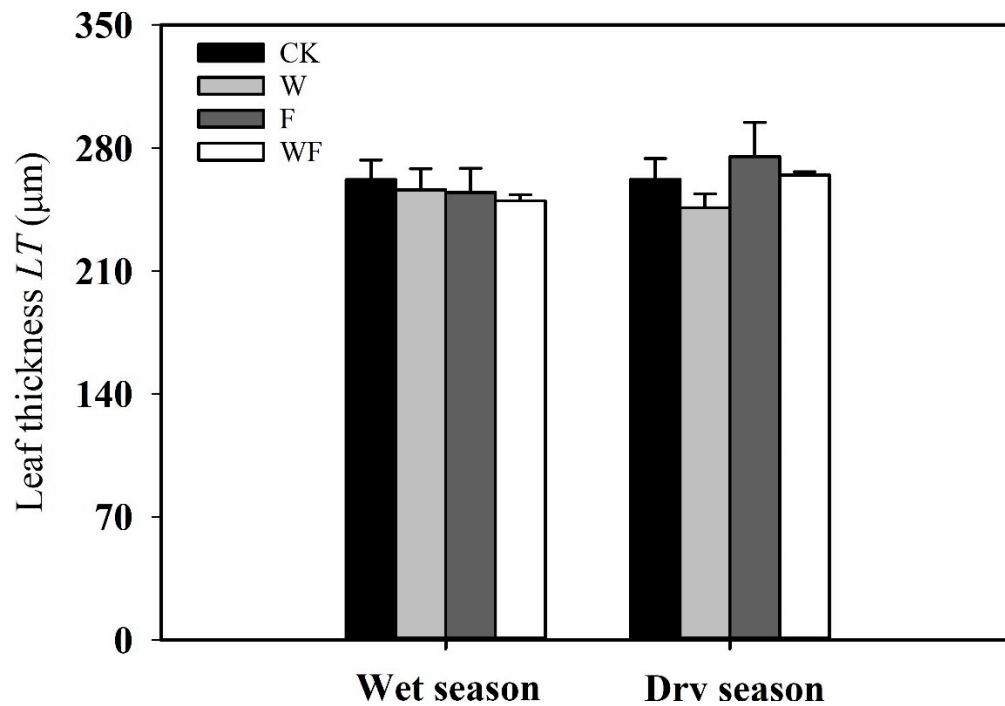 350
280
210
140
70
0
Leaf thickness LT (μm)
CK
W
F
WF
Wet season
Dry season